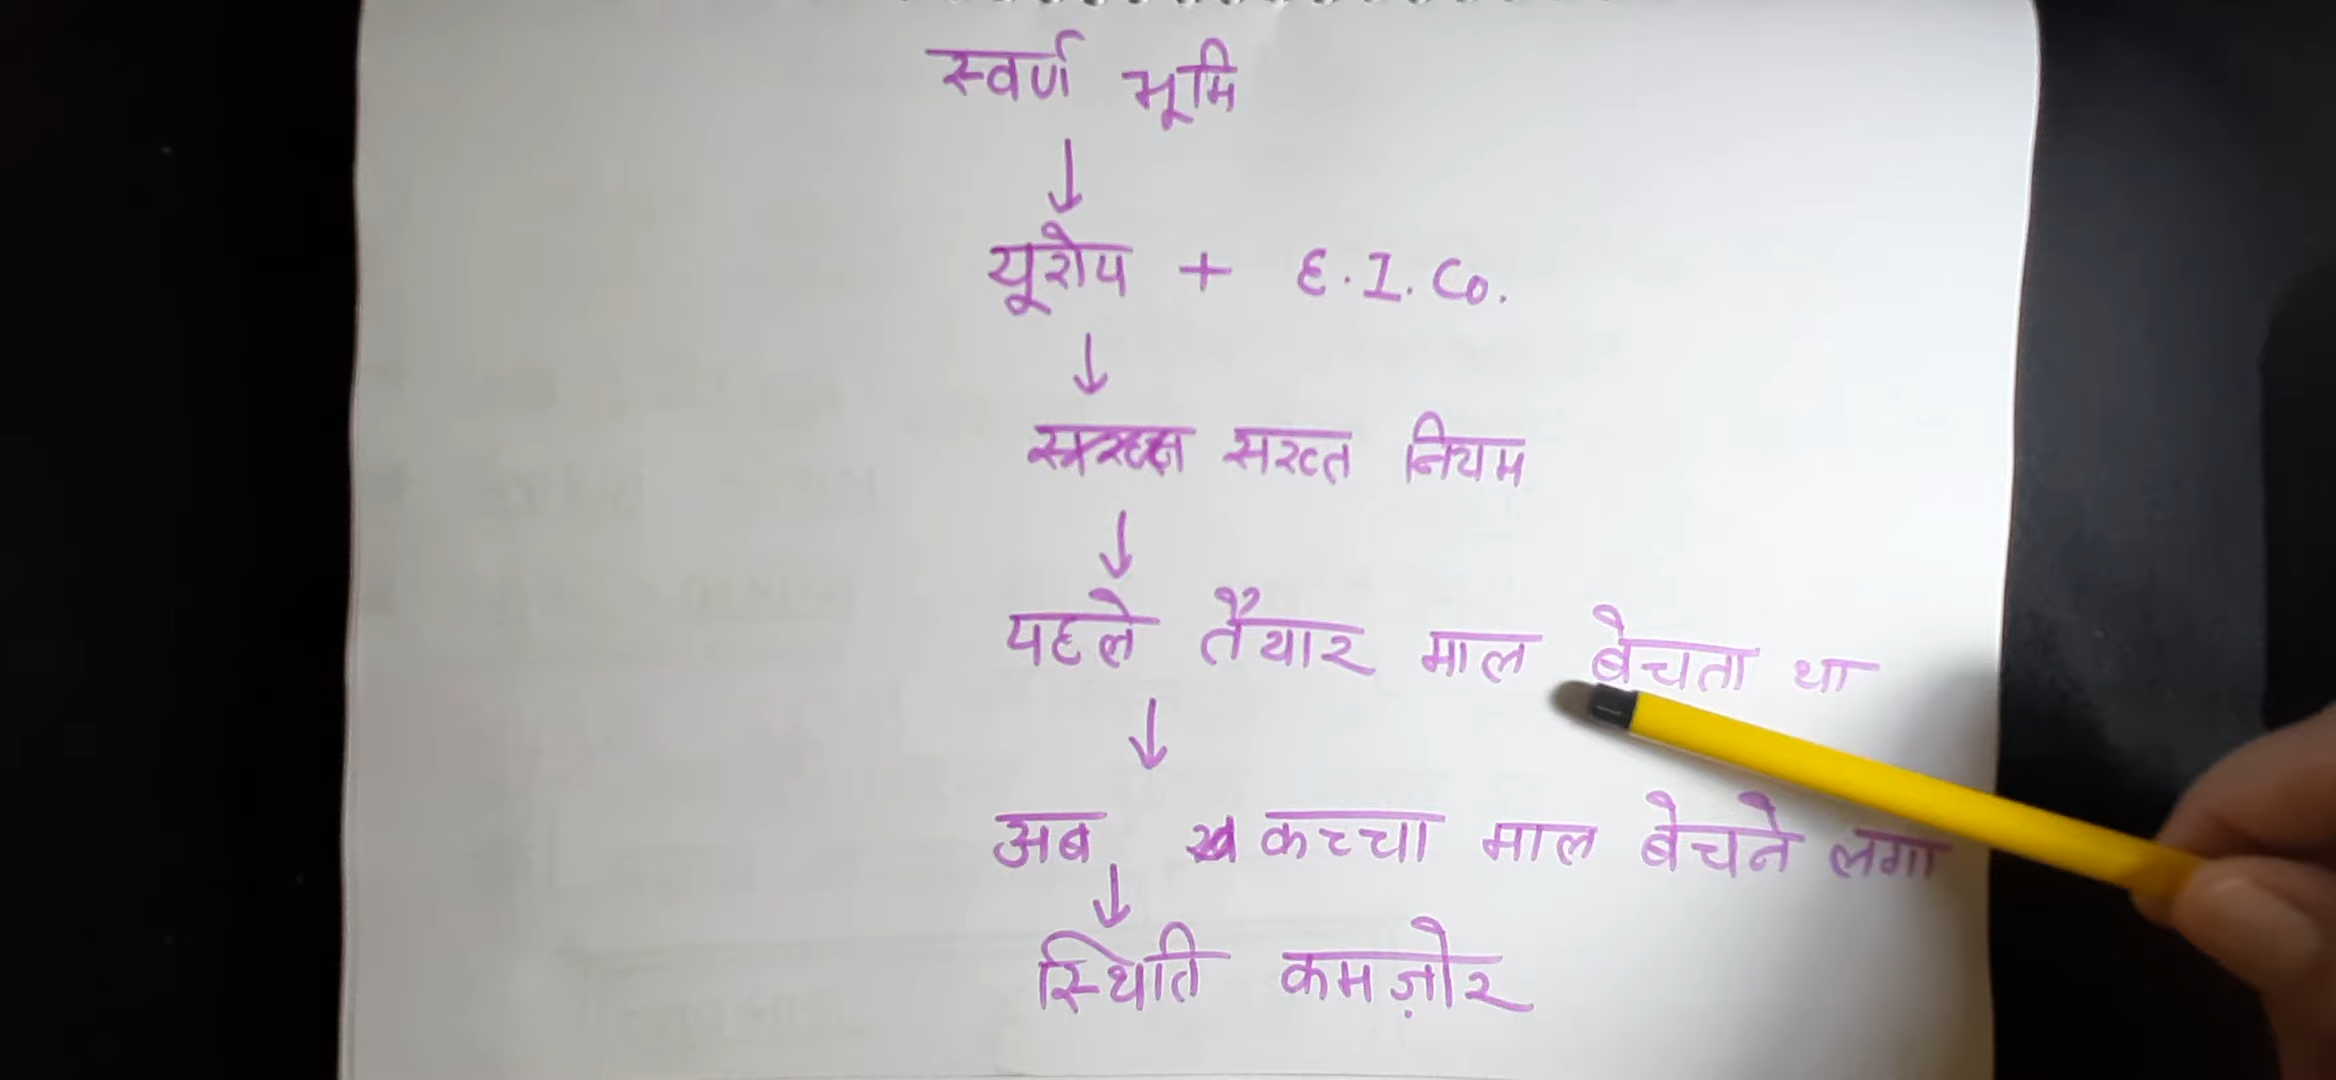 स्वर्ण भूमि
↓
यूरोप + E.I.Co.
↓
सख्त नियम
↓
पहले तैयार माल बेचता था
↓
अब कच्चा माल बेचने लगा
↓
स्थिति कमज़ोर